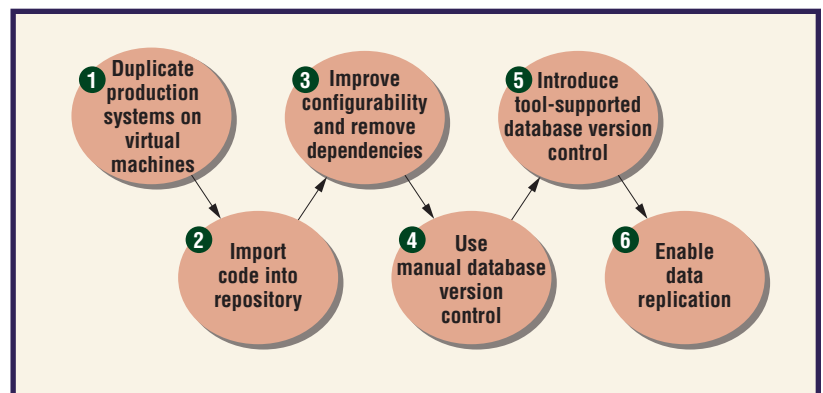 1
Duplicate
production
systems on
virtual
machines
2
Import
code into
repository
3
Improve
configurability
and remove
dependencies
4
Use
manual database
version
control
5
Introduce
tool-supported
database version
control
6
Enable
data
replication